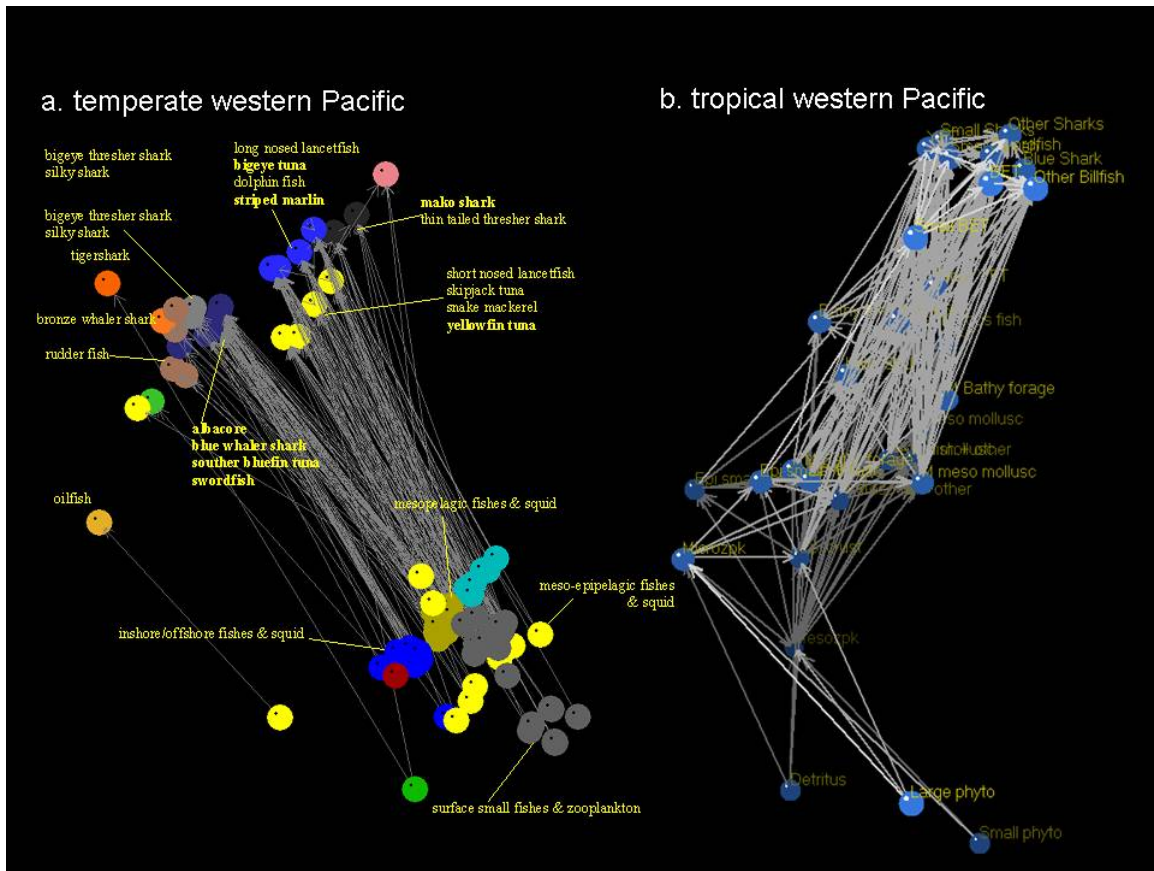 a. temperate western Pacific
bigeye thresher shark
silky shark
bigeye thresher shark
silky shark
tigershark
bronze whaler shark
rudder fish
long nosed lancetfish
bigeye tuna
dolphin fish
striped marlin
mako shark
thin tailed thresher shark
short nosed lancetfish
skipjack tuna
snake mackerel
yellowfin tuna
albacore
blue whaler shark
souther bluefin tuna
swordfish
oilfish
mesopelagic fishes & squid
meso-epipelagic fishes
& squid
inshore/offshore fishes & squid
surface small fishes & zooplankton
b. tropical western Pacific
Small Sharks
Other Sharks
Blue Shark
Other Billfish
Bathy forage
meso mollusc
other
Microzpk
Detritus
Large phyto
Small phyto